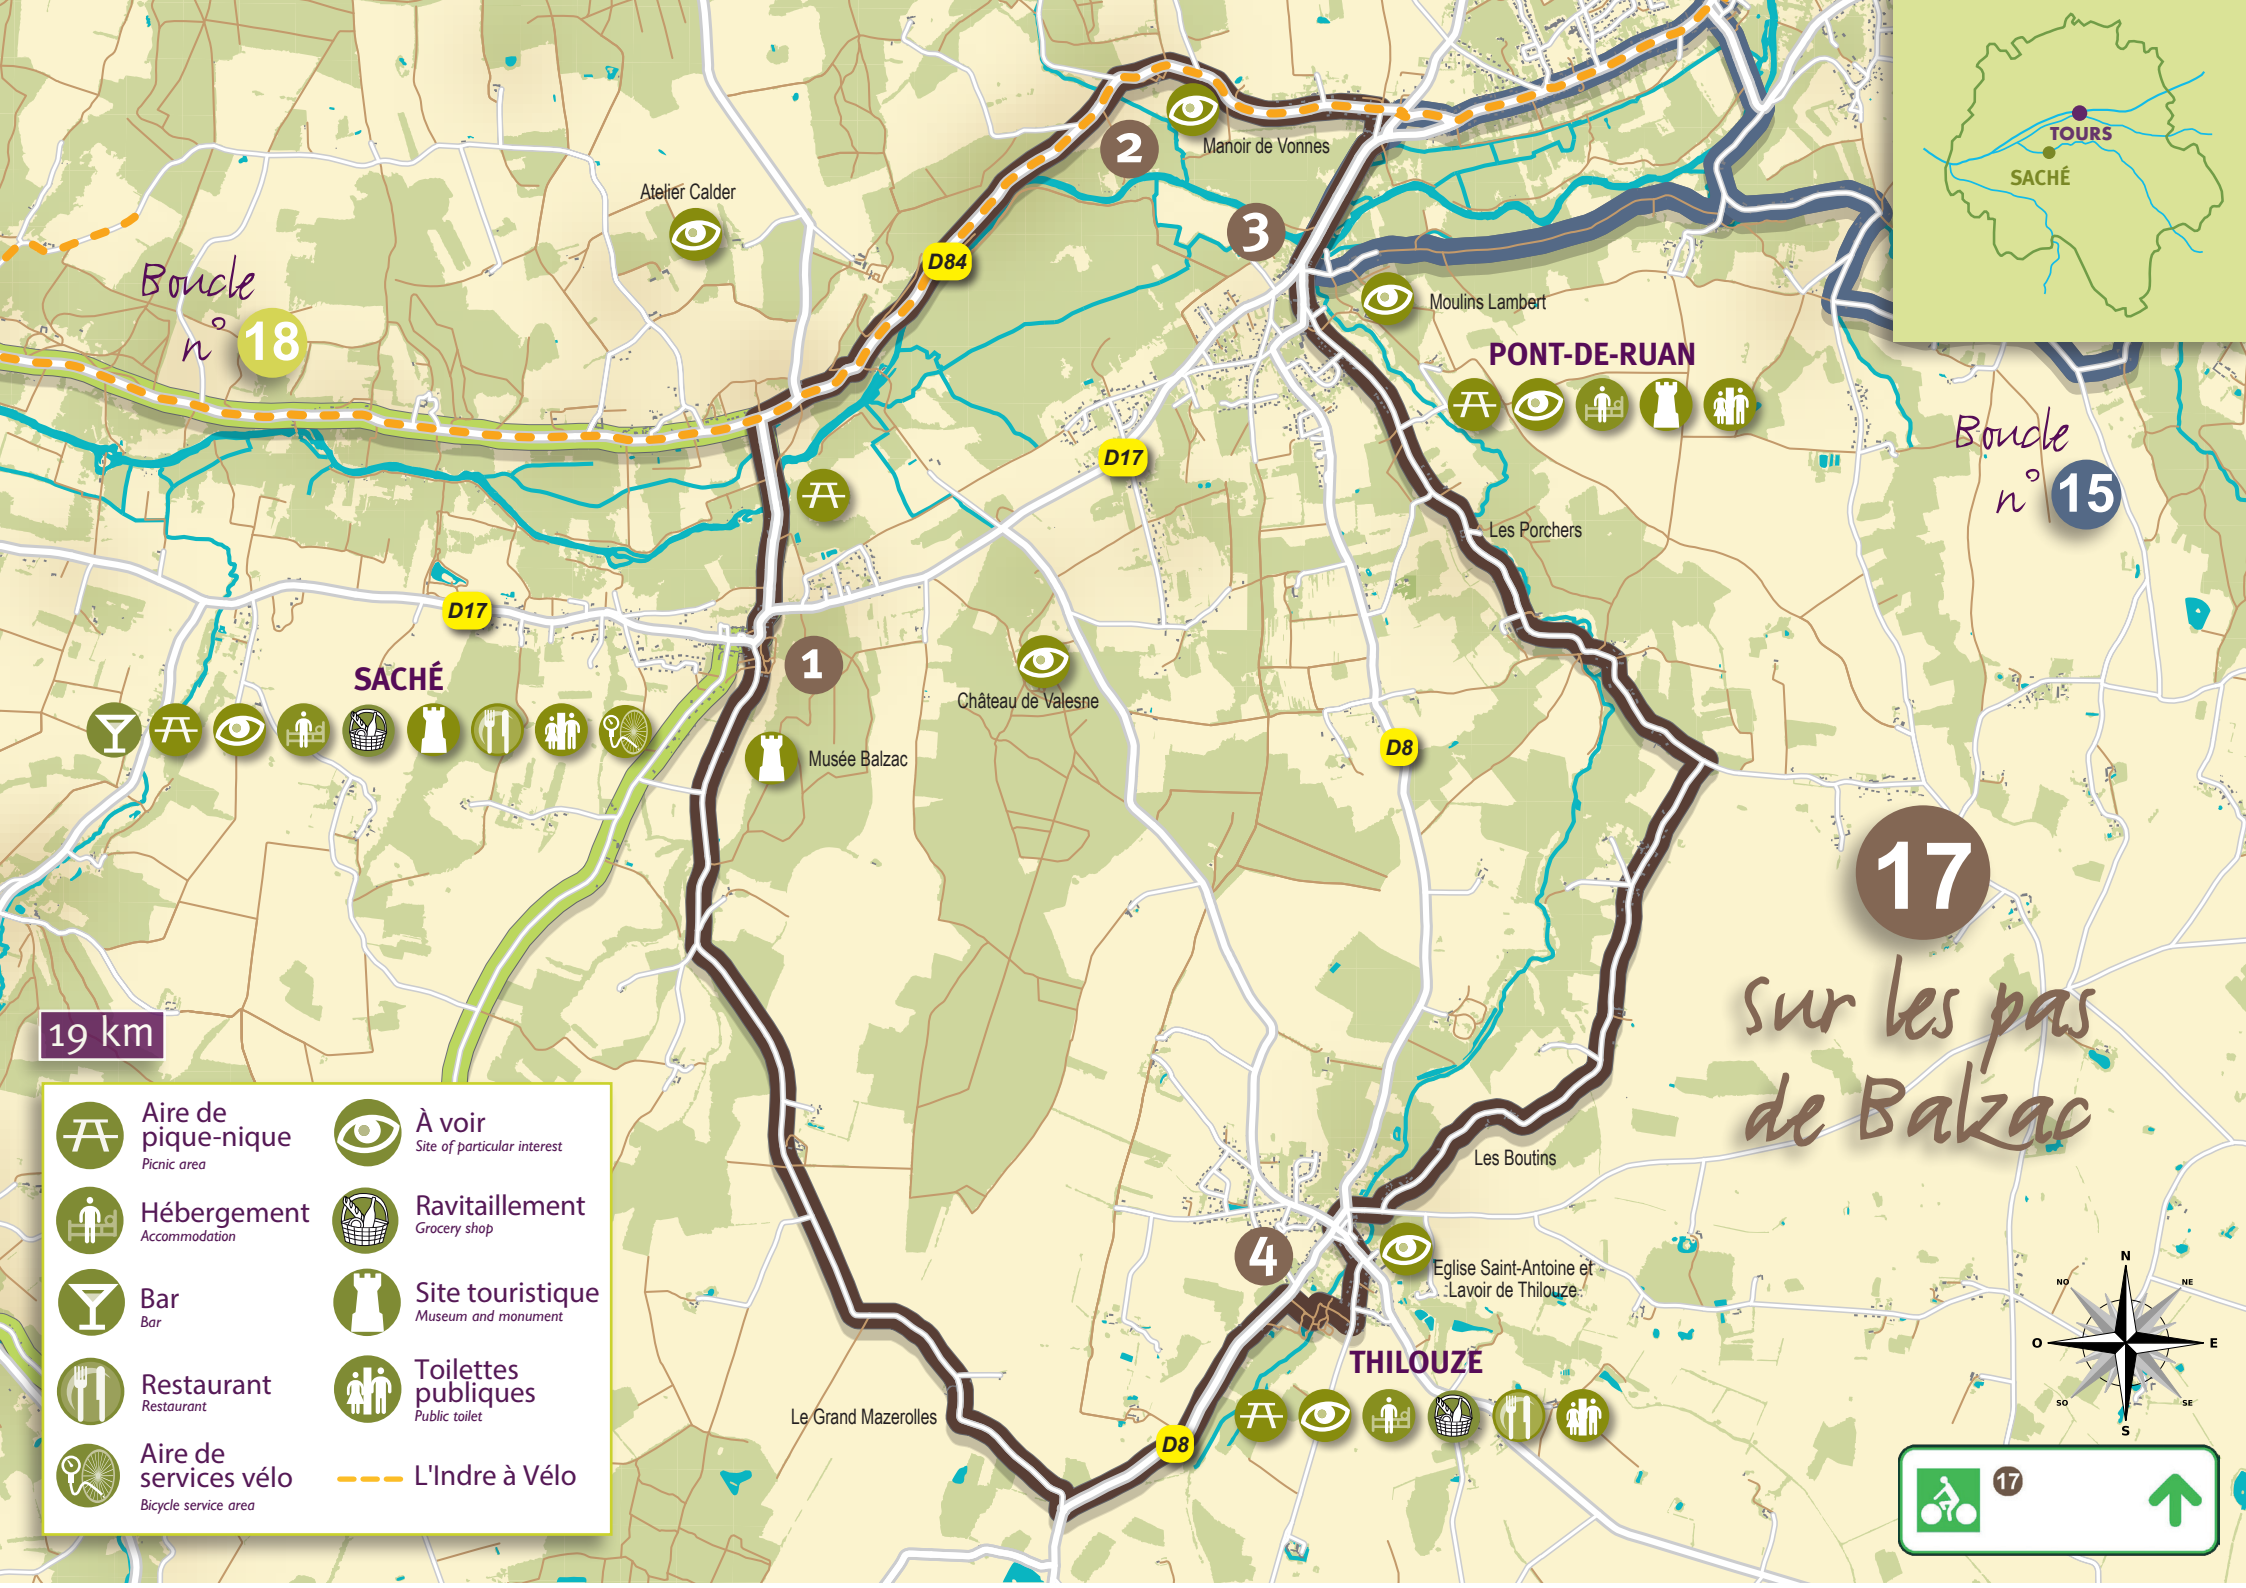 TOURS
SACHÉ
2
Manoir de Vonnes
Atelier Calder
3
D84
Boucle
n° 18
Moulins Lambert
PONT-DE-RUAN
D17
Boucle
n° 15
Les Porchers
D17
1
SACHÉ
Château de Valesne
Musée Balzac
D8
17
sur les pas
de Balzac
19 km
Aire de
pique-nique
Picnic area
À voir
Site of particular interest
Hébergement
Accommodation
Ravitaillement
Grocery shop
Bar
Bar
Site touristique
Museum and monument
Restaurant
Restaurant
Toilettes
publiques
Public toilet
Aire de
services vélo
Bicycle service area
L'Indre à Vélo
Les Boutins
4
Eglise Saint-Antoine et
Lavoir de Thilouze
THILOUZE
Le Grand Mazerolles
D8
N
NO
NE
O
E
SO
SE
S
17